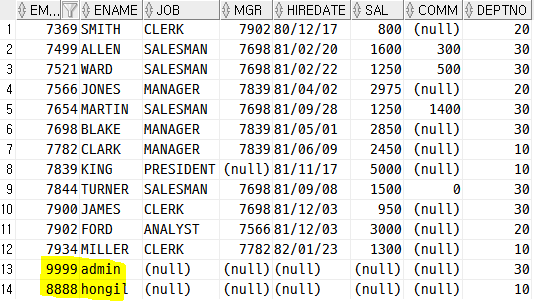 EM... ENAME JOB MGR HIREDATE SAL COMM DEPTNO
1 7369 SMITH CLERK 7902 80/12/17 800 (null) 20
2 7499 ALLEN SALESMAN 7698 81/02/20 1600 300 30
3 7521 WARD SALESMAN 7698 81/02/22 1250 500 30
4 7566 JONES MANAGER 7839 81/04/02 2975 (null) 20
5 7654 MARTIN SALESMAN 7698 81/09/28 1250 1400 30
6 7698 BLAKE MANAGER 7839 81/05/01 2850 (null) 30
7 7782 CLARK MANAGER 7839 81/06/09 2450 (null) 10
8 7839 KING PRESIDENT (null) 81/11/17 5000 (null) 10
9 7844 TURNER SALESMAN 7698 81/09/08 1500 0 30
10 7900 JAMES CLERK 7698 81/12/03 950 (null) 30
11 7902 FORD ANALYST 7566 81/12/03 3000 (null) 20
12 7934 MILLER CLERK 7782 82/01/23 1300 (null) 10
13 9999 admin (null) (null) (null) (null) (null) 30
14 8888 hongil (null) (null) (null) (null) (null) 10